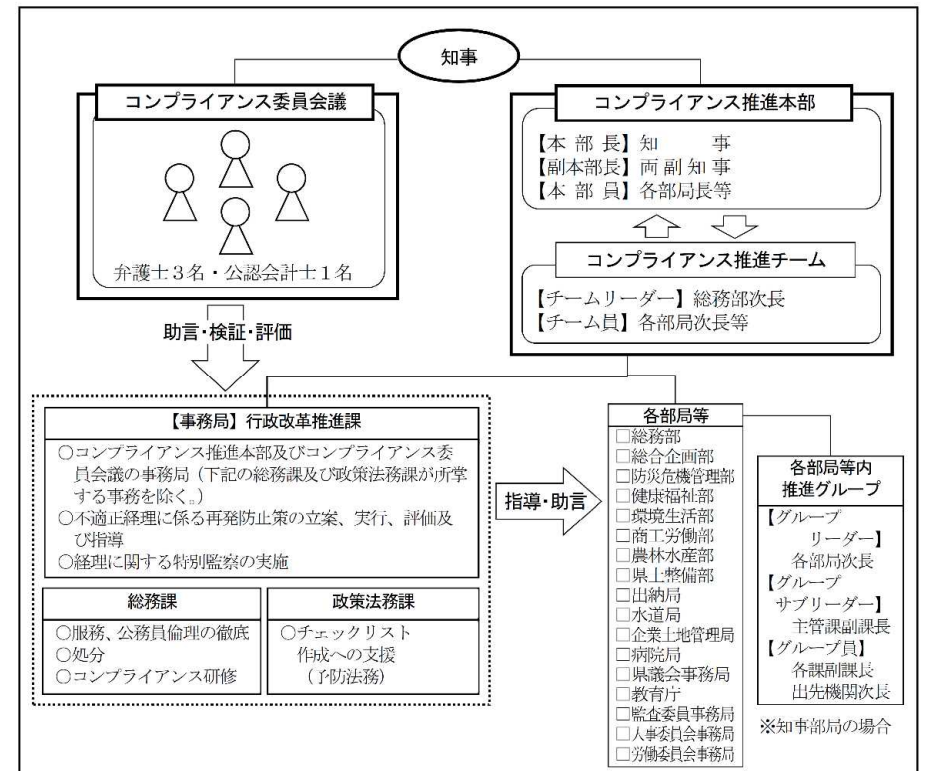 知事
コンプライアンス委員会議
弁護士３名・公認会計士１名
コンプライアンス推進本部
【本 部 長】知　　　事
【副本部長】両 副 知 事
【本 部 員】各部局長等
コンプライアンス推進チーム
【チームリーダー】総務部次長
【チーム員】各部局次長等
助言・検証・評価
【事務局】行政改革推進課
○コンプライアンス推進本部及びコンプライアンス委
員会議の事務局（下記の総務課及び政策法務課が所掌
する事務を除く。）
○不適正経理に係る再発防止策の立案、実行、評価及
び指導
○経理に関する特別監察の実施
総務課
○服務、公務員倫理の徹底
○処分
○コンプライアンス研修
政策法務課
○チェックリスト
作成への支援
（予防法務）
指導・助言
各部局等
□総務部
□総合企画部
□防災危機管理部
□健康福祉部
□環境生活部
□商工労働部
□農林水産部
□県土整備部
□出納局
□水道局
□企業土地管理局
□病院局
□県議会事務局
□教育庁
□監査委員事務局
□人事委員会事務局
□労働委員会事務局
各部局等内
推進グループ
【グループ
リーダー】
各部局次長
【グループ
サブリーダー】
主管課副課長
【グループ員】
各課副課長
出先機関次長
※知事部局の場合